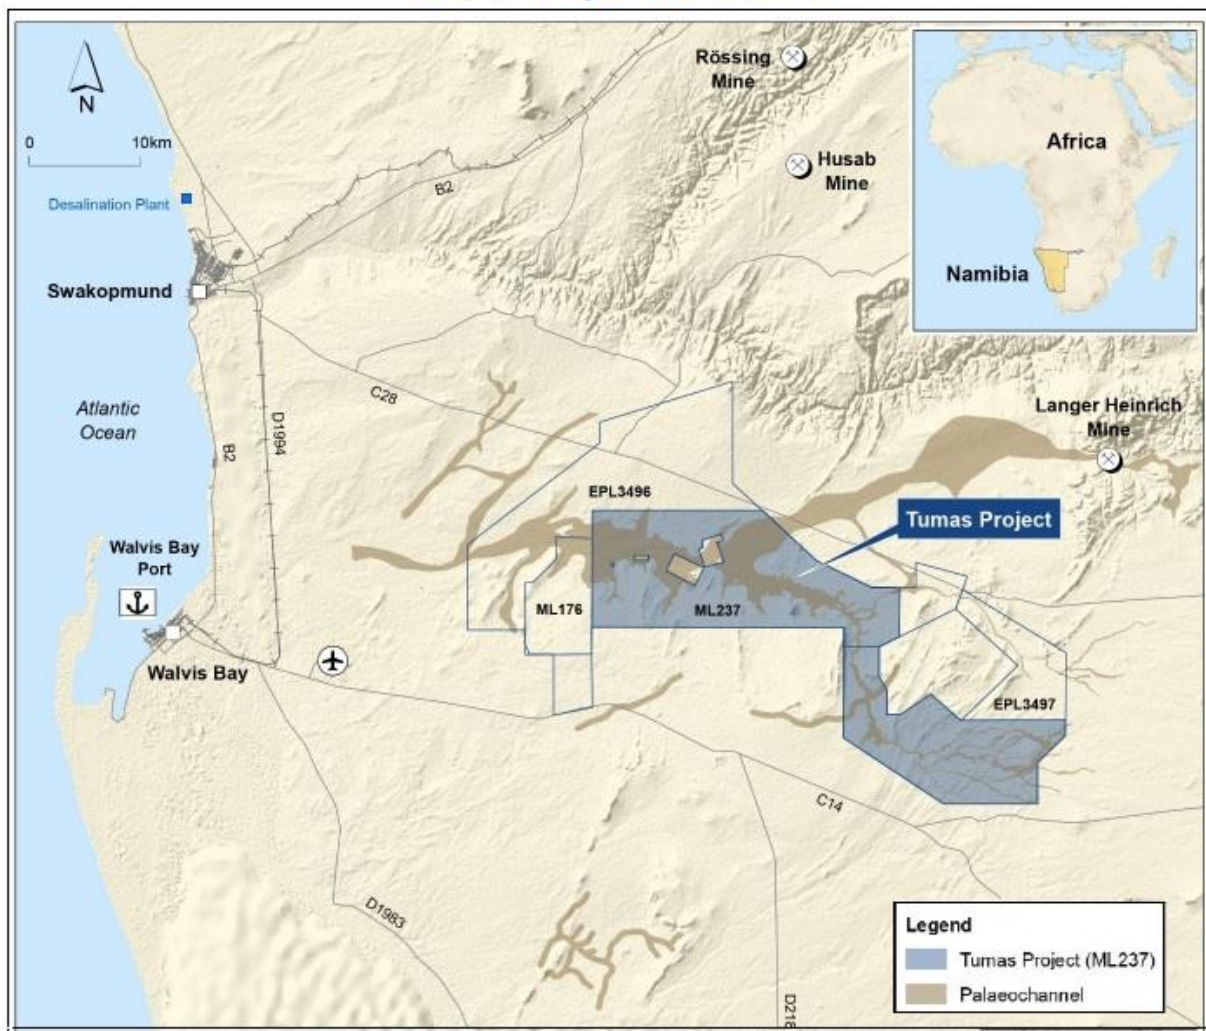 Rössing
Mine
N
0 10km
Africa
Husab
Mine
B2
Desalination Plant
Namibia
Swakopmund
C28
Atlantic
Ocean
D1994
B2
Langer Heinrich
Mine
EPL3496
Tumas Project
Walvis Bay
Port
ML176
ML237
Walvis Bay
EPL3497
C14
D1983
Legend
Tumas Project (ML237)
Palaeochannel